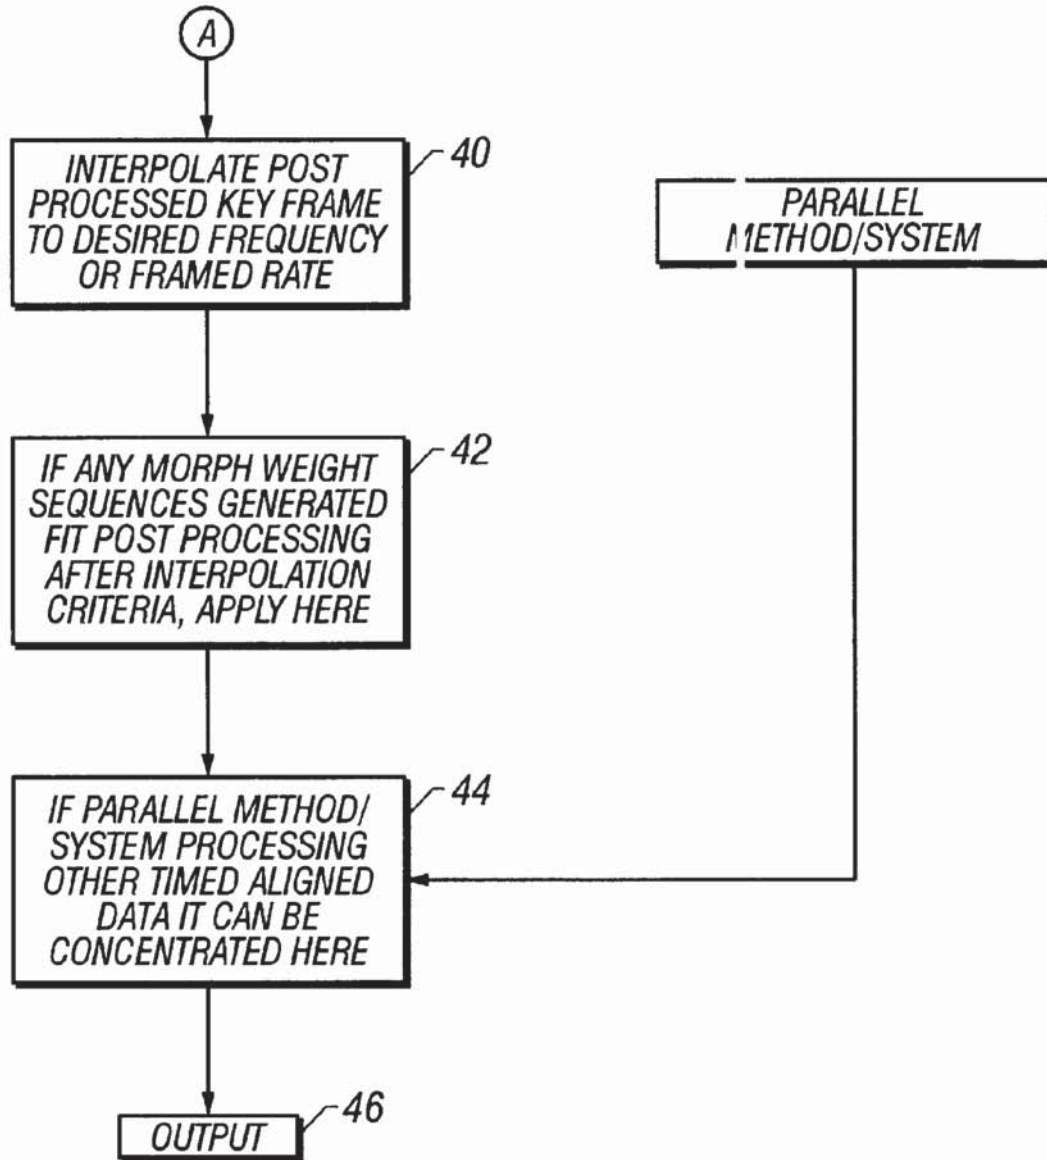 A
INTERPOLATE POST
PROCESSED KEY FRAME
TO DESIRED FREQUENCY
OR FRAMED RATE
40
PARALLEL
METHOD/SYSTEM
IF ANY MORPH WEIGHT
SEQUENCES GENERATED
FIT POST PROCESSING
AFTER INTERPOLATION
CRITERIA, APPLY HERE
42
IF PARALLEL METHOD/
SYSTEM PROCESSING
OTHER TIMED ALIGNED
DATA IT CAN BE
CONCENTRATED HERE
44
OUTPUT
46